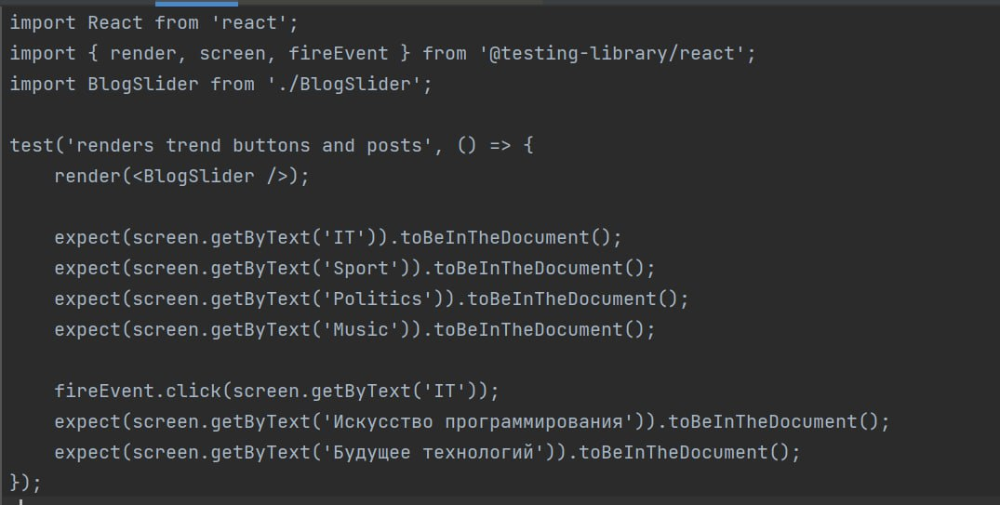 import React from 'react';
import { render, screen, fireEvent } from '@testing-library/react';
import BlogSlider from './BlogSlider';

test('renders trend buttons and posts', () => {
    render(<BlogSlider />);

    expect(screen.getByText('IT')).toBeInTheDocument();
    expect(screen.getByText('Sport')).toBeInTheDocument();
    expect(screen.getByText('Politics')).toBeInTheDocument();
    expect(screen.getByText('Music')).toBeInTheDocument();

    fireEvent.click(screen.getByText('IT'));
    expect(screen.getByText('Искусство программирования')).toBeInTheDocument();
    expect(screen.getByText('Будущее технологий')).toBeInTheDocument();
});